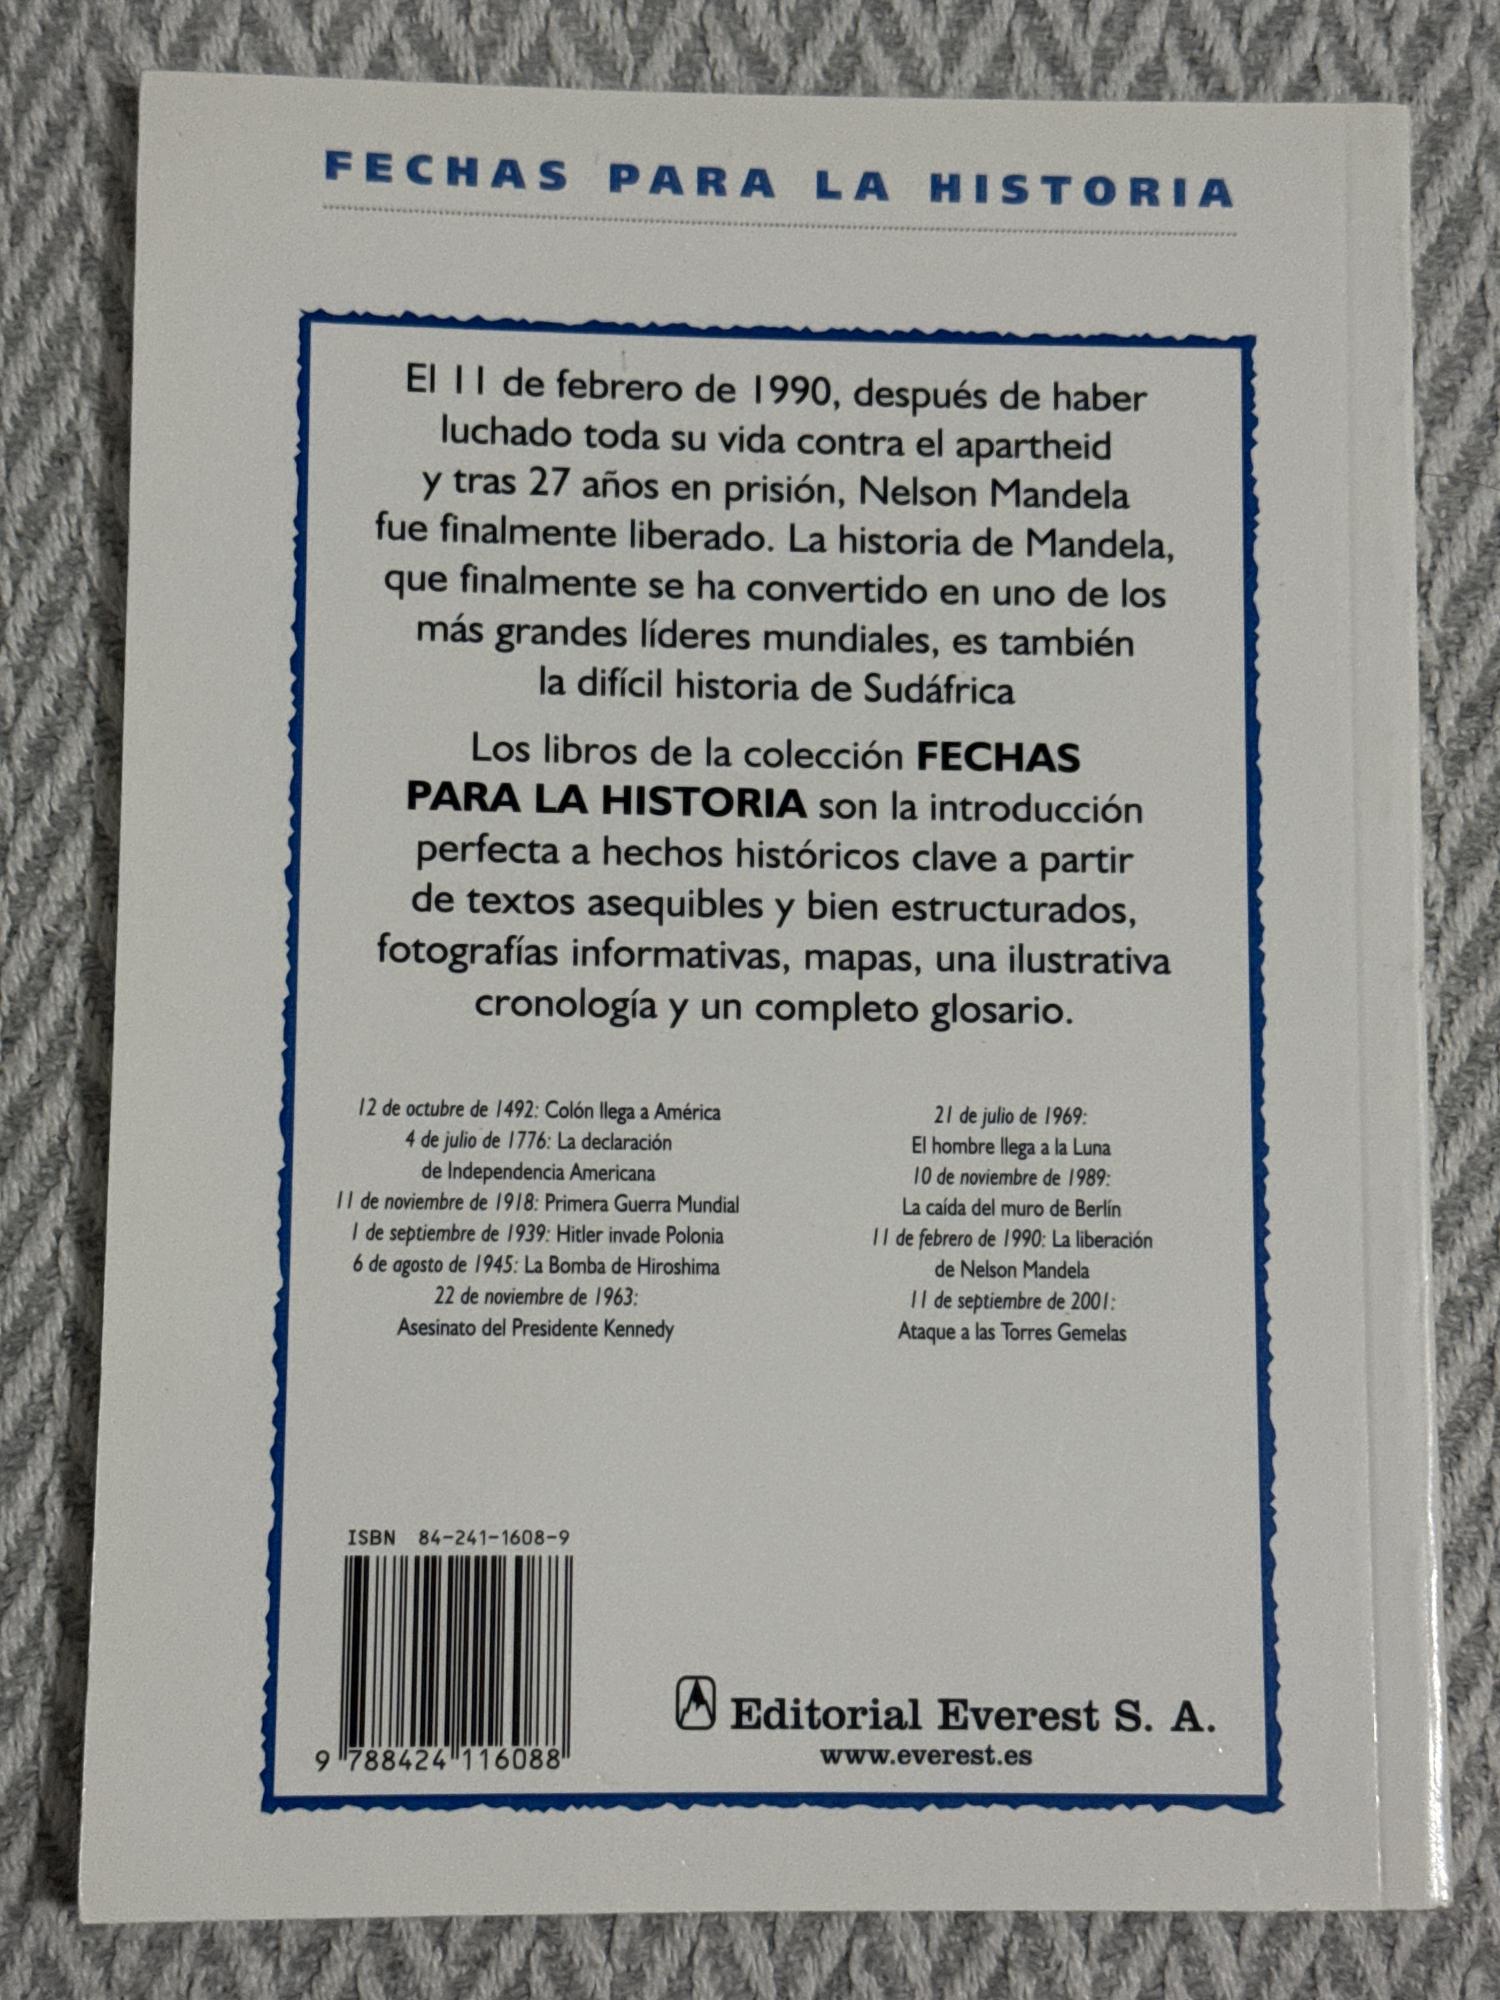 FECHAS PARA LA HISTORIA
El 11 de febrero de 1990, después de haber
luchado toda su vida contra el apartheid
y tras 27 años en prisión, Nelson Mandela
fue finalmente liberado. La historia de Mandela,
que finalmente se ha convertido en uno de los
más grandes líderes mundiales, es también
la difícil historia de Sudáfrica
Los libros de la colección FECHAS
PARA LA HISTORIA son la introducción
perfecta a hechos históricos clave a partir
de textos asequibles y bien estructurados,
fotografías informativas, mapas, una ilustrativa
cronología y un completo glosario.
12 de octubre de 1492: Colón llega a América
4 de julio de 1776: La declaración
de Independencia Americana
11 de noviembre de 1918: Primera Guerra Mundial
1 de septiembre de 1939: Hitler invade Polonia
6 de agosto de 1945: La Bomba de Hiroshima
22 de noviembre de 1963:
Asesinato del Presidente Kennedy
21 de julio de 1969:
El hombre llega a la Luna
10 de noviembre de 1989:
La caída del muro de Berlín
11 de febrero de 1990: La liberación
de Nelson Mandela
11 de septiembre de 2001:
Ataque a las Torres Gemelas
ISBN 84-241-1608-9
9 788424 116088
Editorial Everest S. A.
www.everest.es